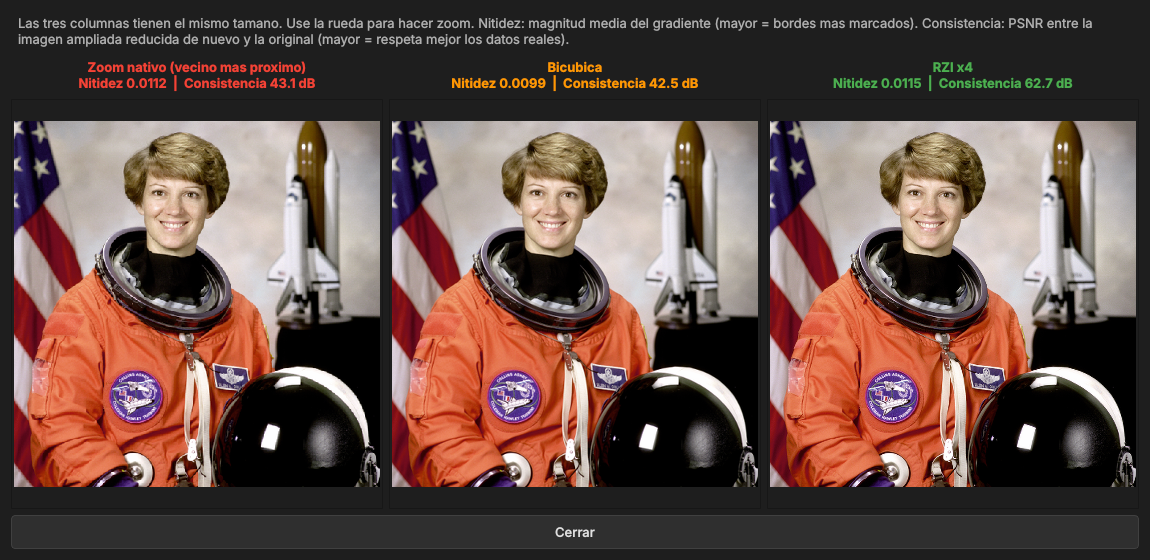 Las tres columnas tienen el mismo tamano. Use la rueda para hacer zoom. Nitidez: magnitud media del gradiente (mayor = bordes mas marcados). Consistencia: PSNR entre la
imagen ampliada reducida de nuevo y la original (mayor = respeta mejor los datos reales).
Zoom nativo (vecino mas proximo)
Nitidez 0.0112 | Consistencia 43.1 dB
Bicubica
Nitidez 0.0099 | Consistencia 42.5 dB
RZI x4
Nitidez 0.0115 | Consistencia 62.7 dB
Cerrar